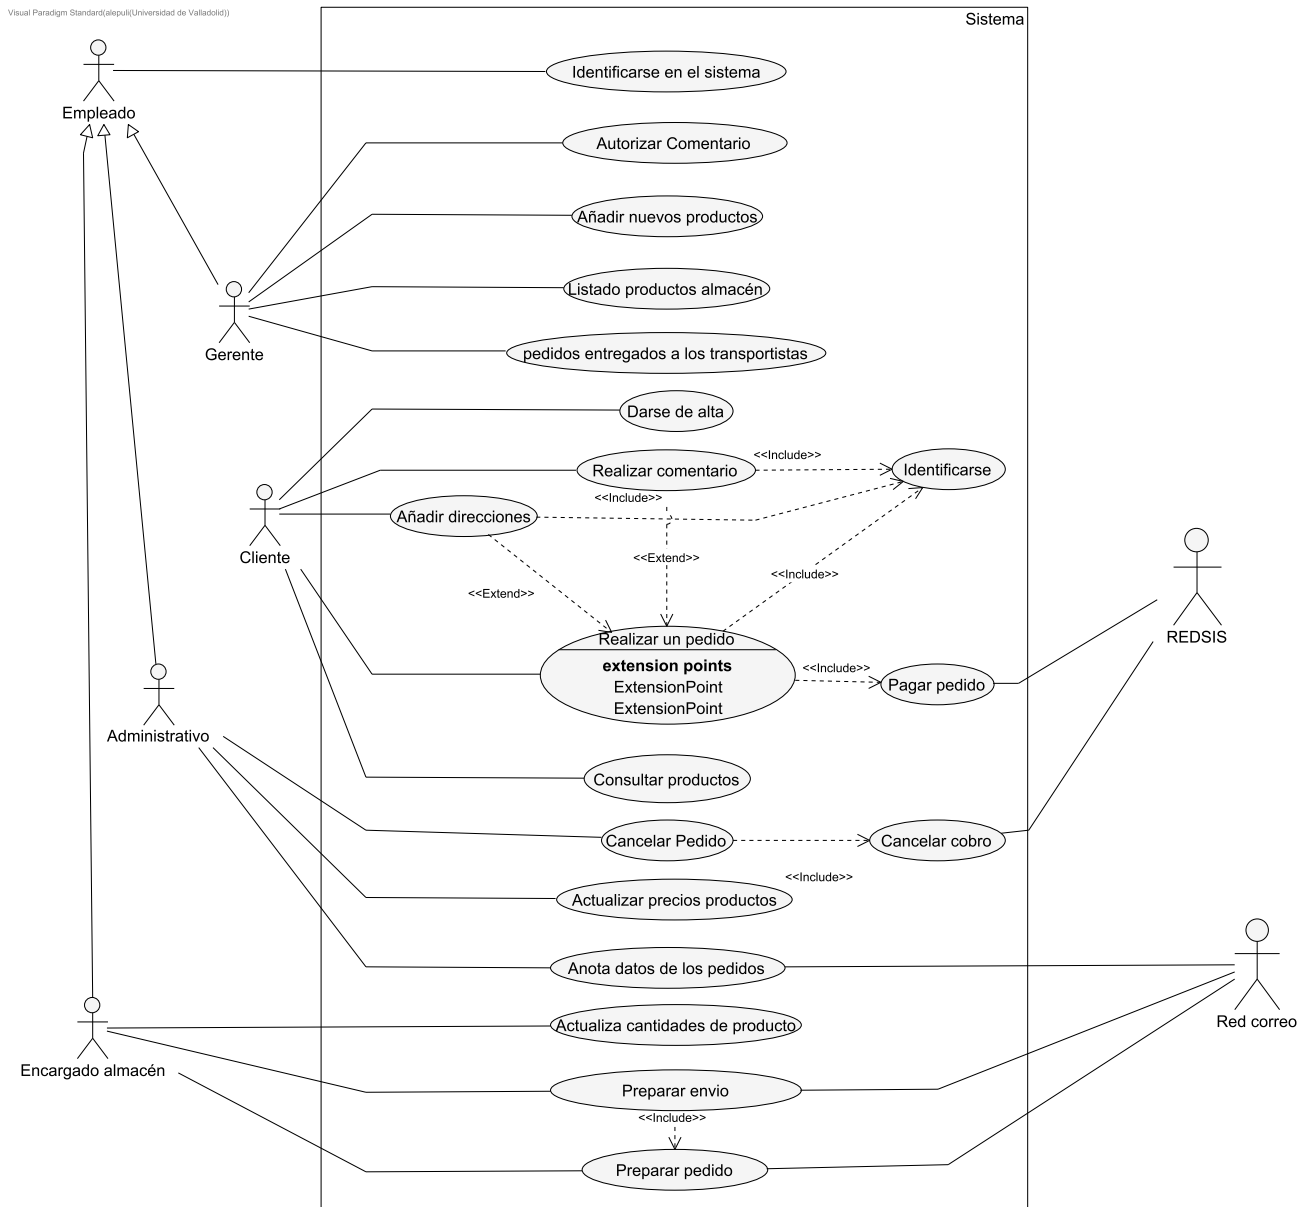 Visual Paradigm Standard(alepuli(Universidad de Valladolid))
Sistema
Identificarse en el sistema
Empleado
Autorizar Comentario
Añadir nuevos productos
Listado productos almacén
Gerente
pedidos entregados a los transportistas
Darse de alta
<<Include>>
Realizar comentario
Identificarse
<<Include>>
Añadir direcciones
Cliente
<<Extend>>
<<Include>>
<<Extend>>
REDSIS
Realizar un pedido
extension points
ExtensionPoint
ExtensionPoint
<<Include>>
Pagar pedido
Administrativo
Consultar productos
Cancelar Pedido
Cancelar cobro
<<Include>>
Actualizar precios productos
Anota datos de los pedidos
Red correo
Actualiza cantidades de producto
Encargado almacén
Preparar envio
<<Include>>
Preparar pedido